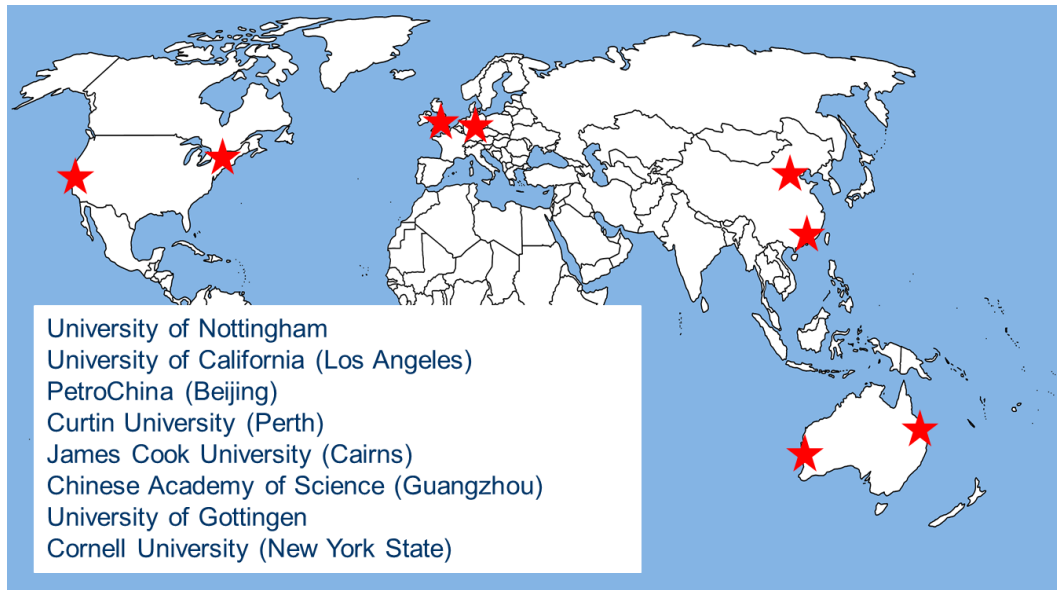 University of Nottingham
University of California (Los Angeles)
PetroChina (Beijing)
Curtin University (Perth)
James Cook University (Cairns)
Chinese Academy of Science (Guangzhou)
University of Gottingen
Cornell University (New York State)